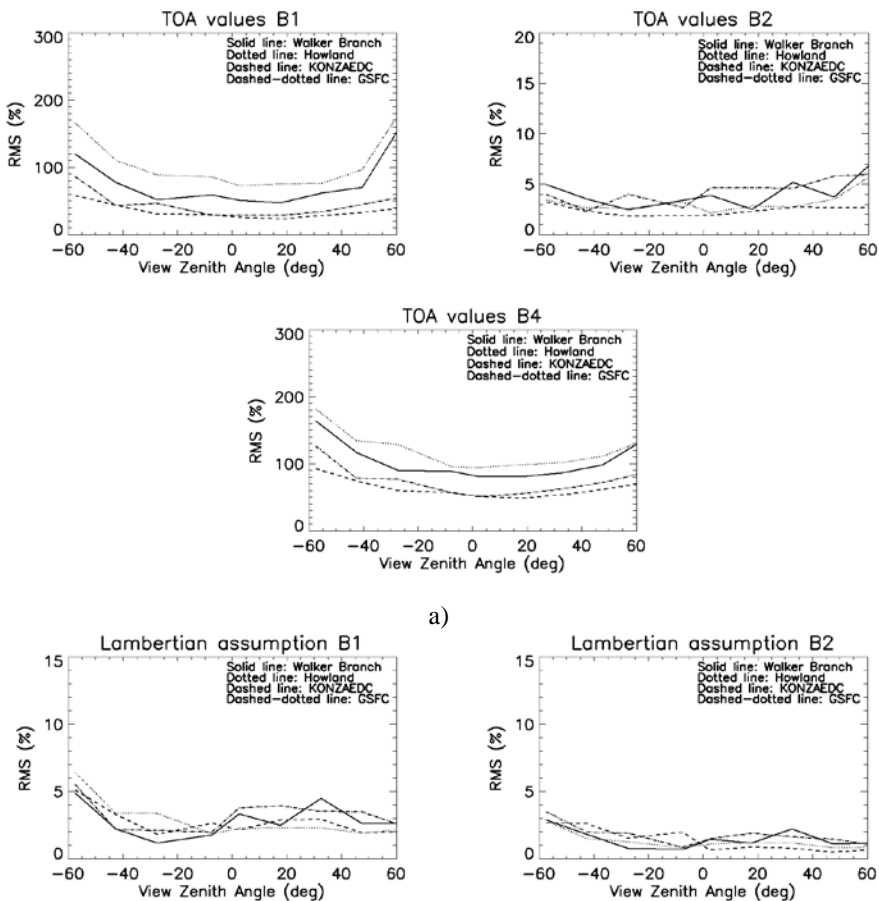 TOA values B1
300
200
100
0
RMS (%)
Solid line: Walker Branch
Dotted line: Howland
Dashed line: KONZAEDC
Dashed-dotted line: GSFC
-60 -40 -20 0 20 40 60
View Zenith Angle (deg)
TOA values B2
20
15
10
5
0
RMS (%)
Solid line: Walker Branch
Dotted line: Howland
Dashed line: KONZAEDC
Dashed-dotted line: GSFC
-60 -40 -20 0 20 40 60
View Zenith Angle (deg)
TOA values B4
300
200
100
0
RMS (%)
Solid line: Walker Branch
Dotted line: Howland
Dashed line: KONZAEDC
Dashed-dotted line: GSFC
-60 -40 -20 0 20 40 60
View Zenith Angle (deg)
a)
Lambertian assumption B1
15
10
5
0
RMS (%)
Solid line: Walker Branch
Dotted line: Howland
Dashed line: KONZAEDC
Dashed-dotted line: GSFC
-60 -40 -20 0 20 40 60
View Zenith Angle (deg)
Lambertian assumption B2
15
10
5
0
RMS (%)
Solid line: Walker Branch
Dotted line: Howland
Dashed line: KONZAEDC
Dashed-dotted line: GSFC
-60 -40 -20 0 20 40 60
View Zenith Angle (deg)